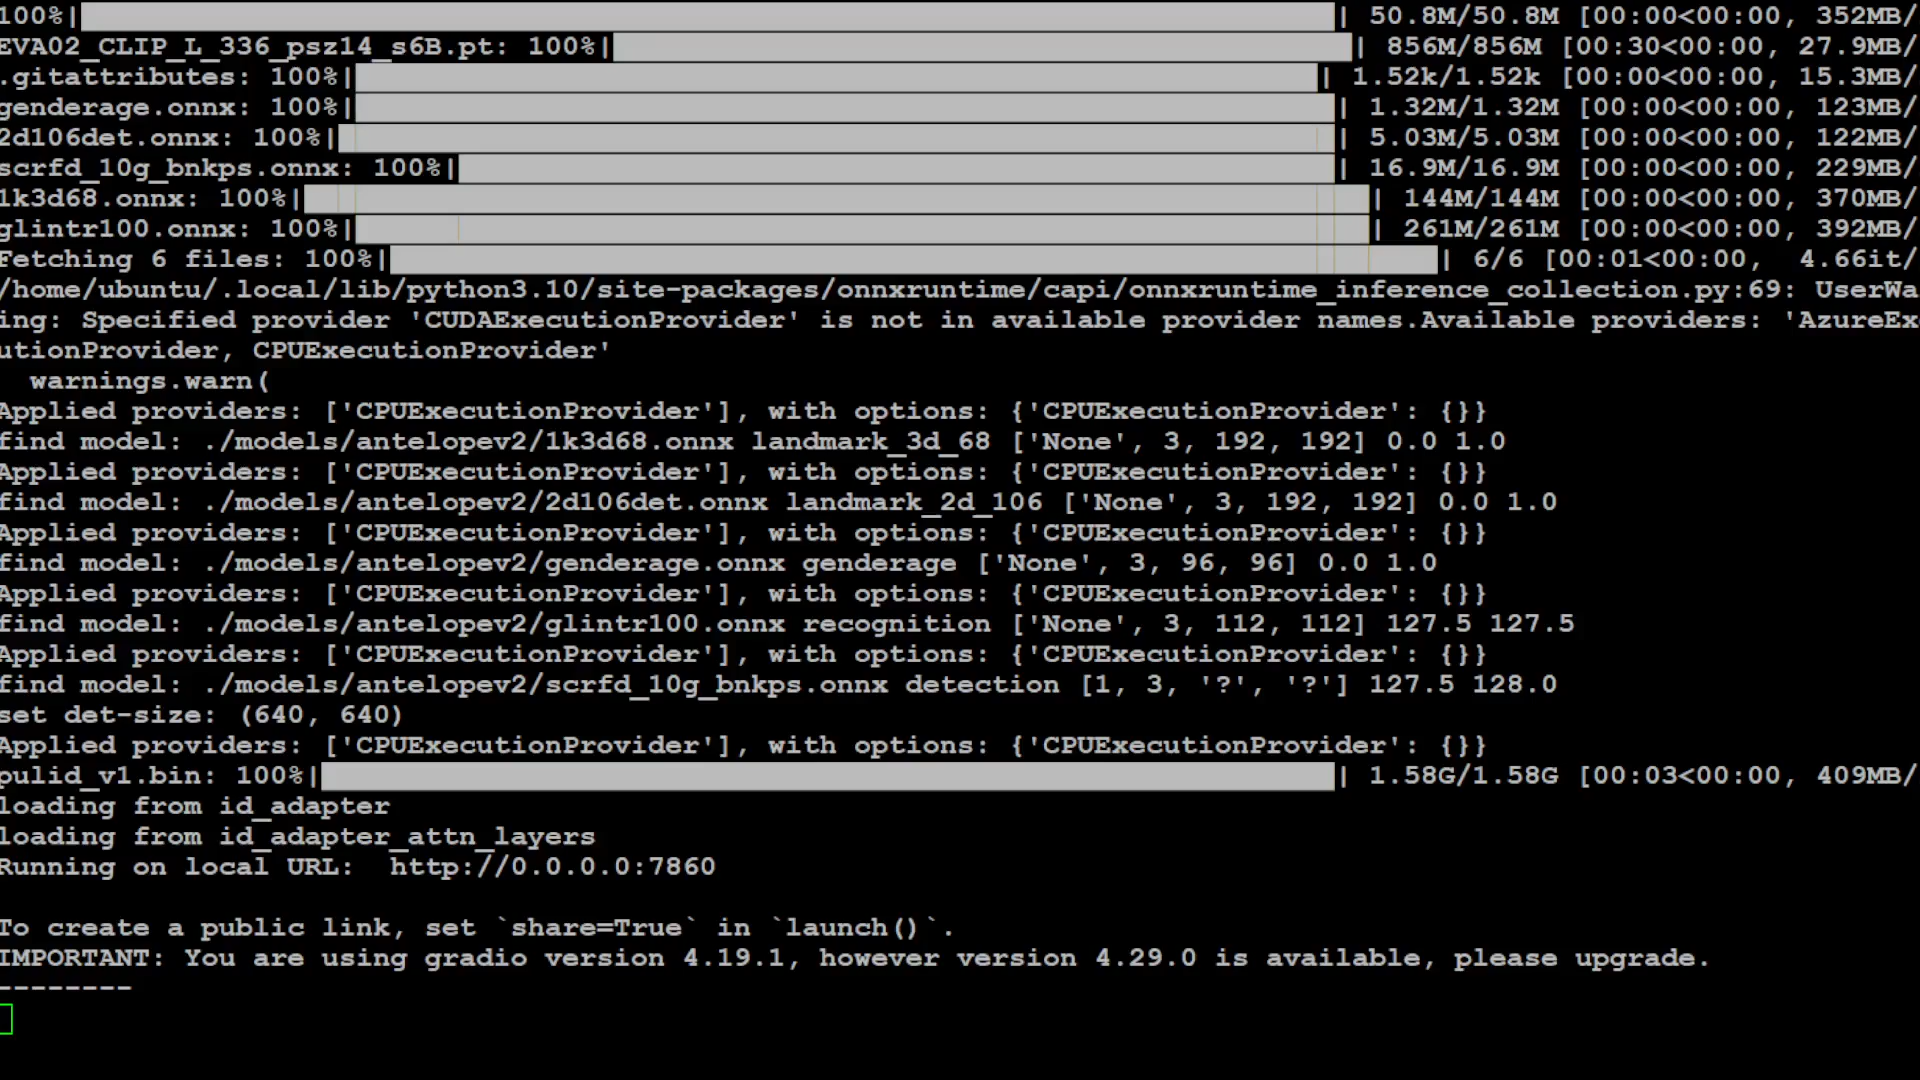 100%| | 50.8M/50.8M [00:00<00:00, 352MB/
EVA02_CLIP_L_336_psz14_s6B.pt: 100%| | 856M/856M [00:30<00:00, 27.9MB/
.gitattributes: 100%| | 1.52k/1.52k [00:00<00:00, 15.3MB/
genderage.onnx: 100%| | 1.32M/1.32M [00:00<00:00, 123MB/
2d106det.onnx: 100%| | 5.03M/5.03M [00:00<00:00, 122MB/
scrfd_10g_bnkps.onnx: 100%| | 16.9M/16.9M [00:00<00:00, 229MB/
1k3d68.onnx: 100%| | 144M/144M [00:00<00:00, 370MB/
glintr100.onnx: 100%| | 261M/261M [00:00<00:00, 392MB/
Fetching 6 files: 100%| | 6/6 [00:01<00:00, 4.66it/
/home/ubuntu/.local/lib/python3.10/site-packages/onnxruntime/capi/onnxruntime_inference_collection.py:69: UserWa
ing: Specified provider 'CUDAExecutionProvider' is not in available provider names.Available providers: 'AzureExe
utionProvider, CPUExecutionProvider'
warnings.warn(
Applied providers: ['CPUExecutionProvider'], with options: {'CPUExecutionProvider': {}}
find model: ./models/antelopev2/1k3d68.onnx landmark_3d_68 ['None', 3, 192, 192] 0.0 1.0
Applied providers: ['CPUExecutionProvider'], with options: {'CPUExecutionProvider': {}}
find model: ./models/antelopev2/2d106det.onnx landmark_2d_106 ['None', 3, 192, 192] 0.0 1.0
Applied providers: ['CPUExecutionProvider'], with options: {'CPUExecutionProvider': {}}
find model: ./models/antelopev2/genderage.onnx genderage ['None', 3, 96, 96] 0.0 1.0
Applied providers: ['CPUExecutionProvider'], with options: {'CPUExecutionProvider': {}}
find model: ./models/antelopev2/glintr100.onnx recognition ['None', 3, 112, 112] 127.5 127.5
Applied providers: ['CPUExecutionProvider'], with options: {'CPUExecutionProvider': {}}
find model: ./models/antelopev2/scrfd_10g_bnkps.onnx detection [1, 3, '?', '?'] 127.5 128.0
set det-size: (640, 640)
Applied providers: ['CPUExecutionProvider'], with options: {'CPUExecutionProvider': {}}
pulid_v1.bin: 100%| | 1.58G/1.58G [00:03<00:00, 409MB/
loading from id_adapter
loading from id_adapter_attn_layers
Running on local URL: http://0.0.0.0:7860
To create a public link, set `share=True` in `launch()`.
IMPORTANT: You are using gradio version 4.19.1, however version 4.29.0 is available, please upgrade.
--------